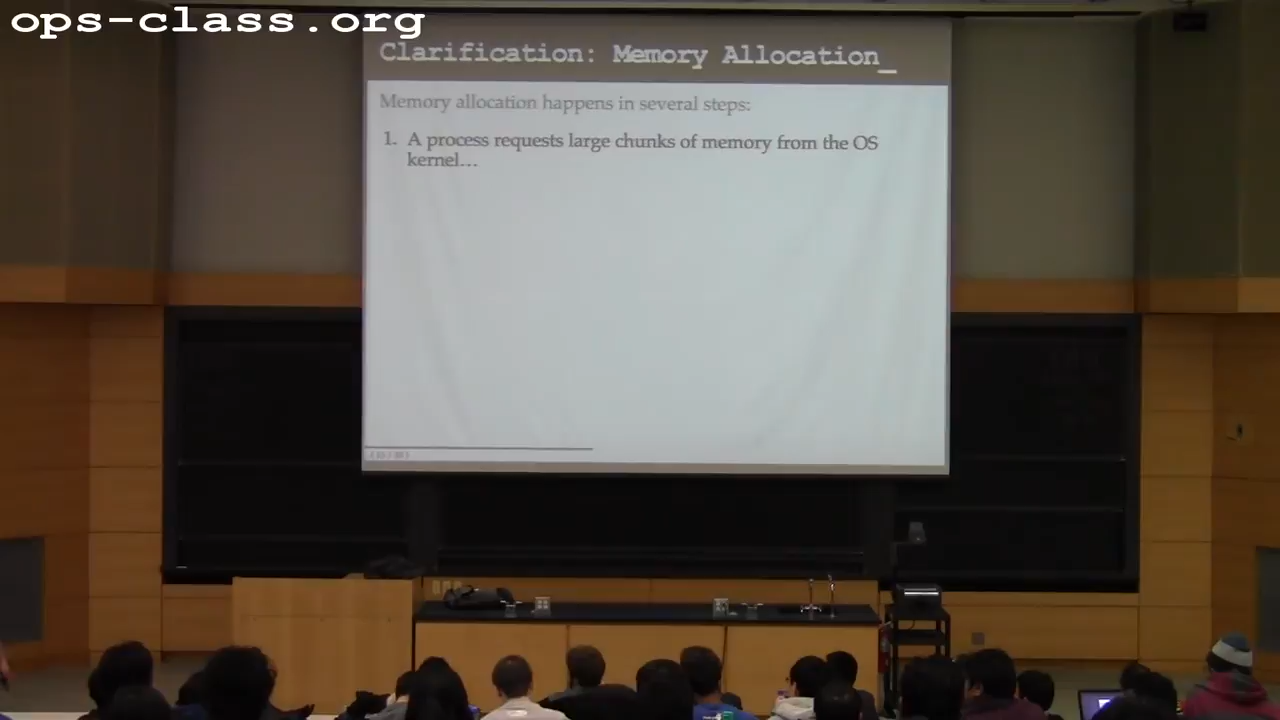 ops-class.org
Clarification: Memory Allocation_
Memory allocation happens in several steps:
1. A process requests large chunks of memory from the OS
kernel...